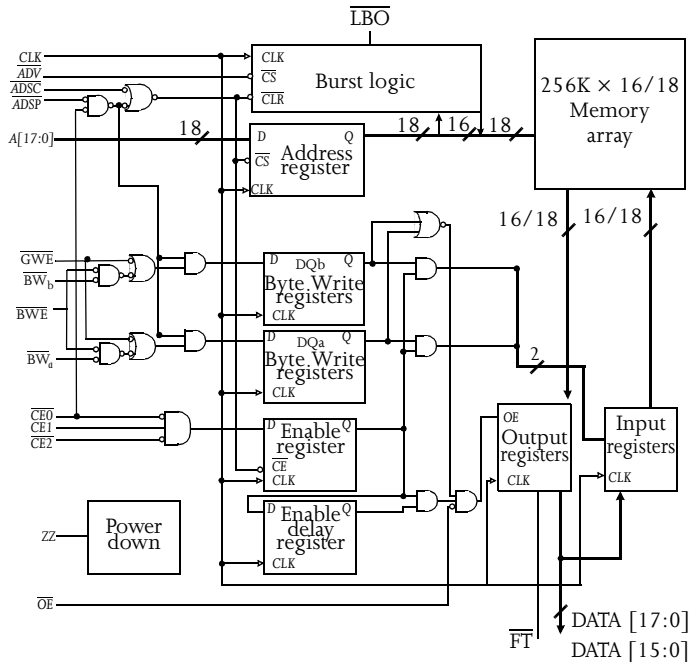 LBO
CLK
ADV
ADSC
ADSP
A[17:0]
18
CLK
CS
CLR
Burst logic
256K × 16/18
Memory
array
D
Q
CS
Address
register
CLK
18
16
18
16/18
16/18
GWE
BWb
BWE
BWa
D
DQb
Q
Byte Write
registers
CLK
D
DQa
Q
Byte Write
registers
CLK
2
CE0
CE1
CE2
D
Enable
Q
register
CE
CLK
D
Enable
Q
delay
register
CLK
OE
Output
registers
CLK
Input
registers
CLK
ZZ
Power
down
OE
FT
DATA [17:0]
DATA [15:0]